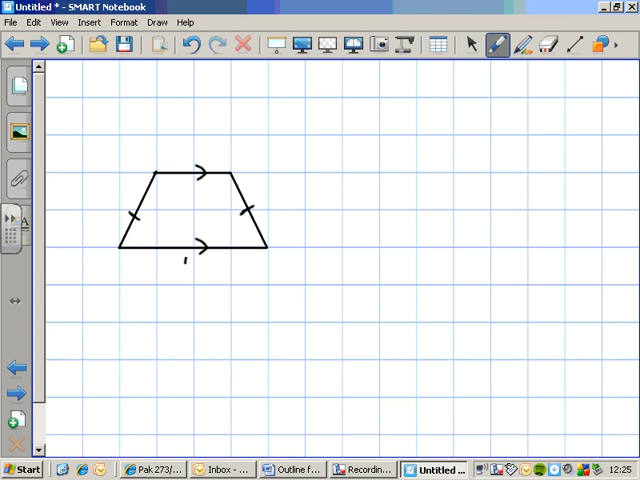 Untitled * - SMART Notebook
File Edit View Insert Format Draw Help
A
Start
Pak 273/...
Inbox - ...
Outline f...
Recordin...
Untitled ...
12:25